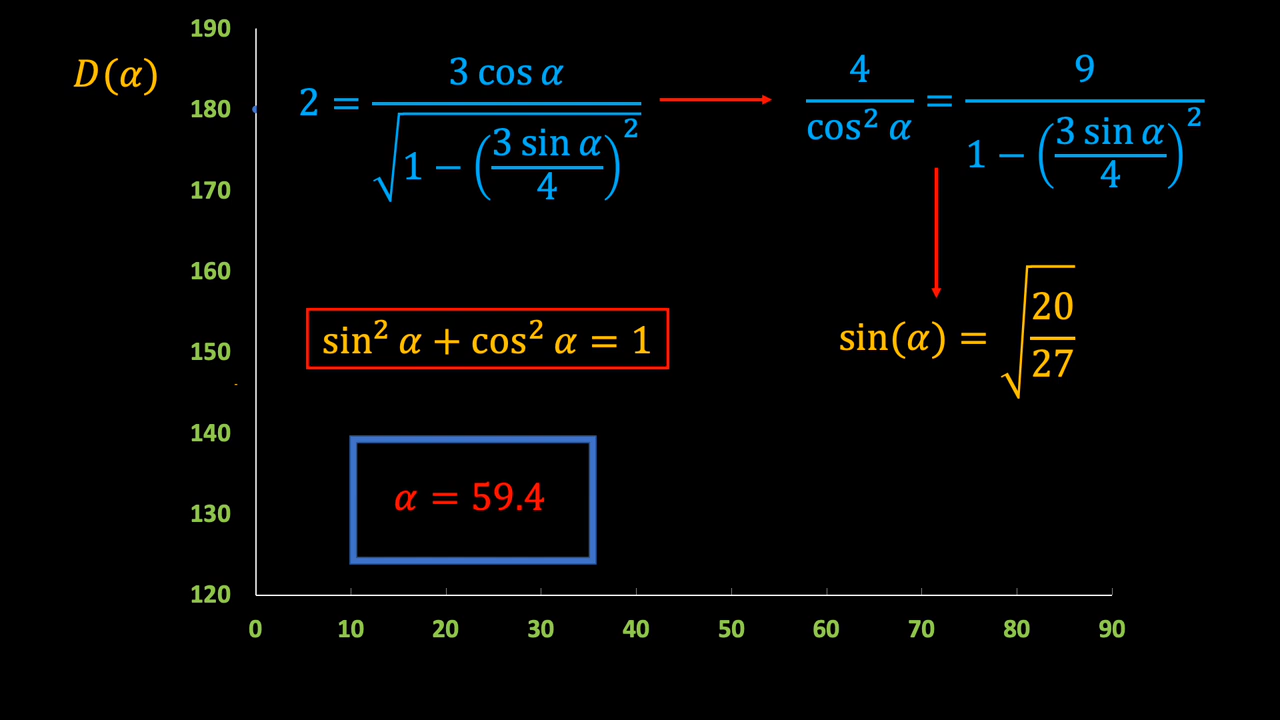 190
D(α)
2 = 3 cos α / √(1 − (3 sin α / 4)²)
4 / cos² α = 9 / (1 − (3 sin α / 4)²)
180
170
160
sin² α + cos² α = 1
sin(α) = √(20/27)
150
140
α = 59.4
130
120
0 10 20 30 40 50 60 70 80 90